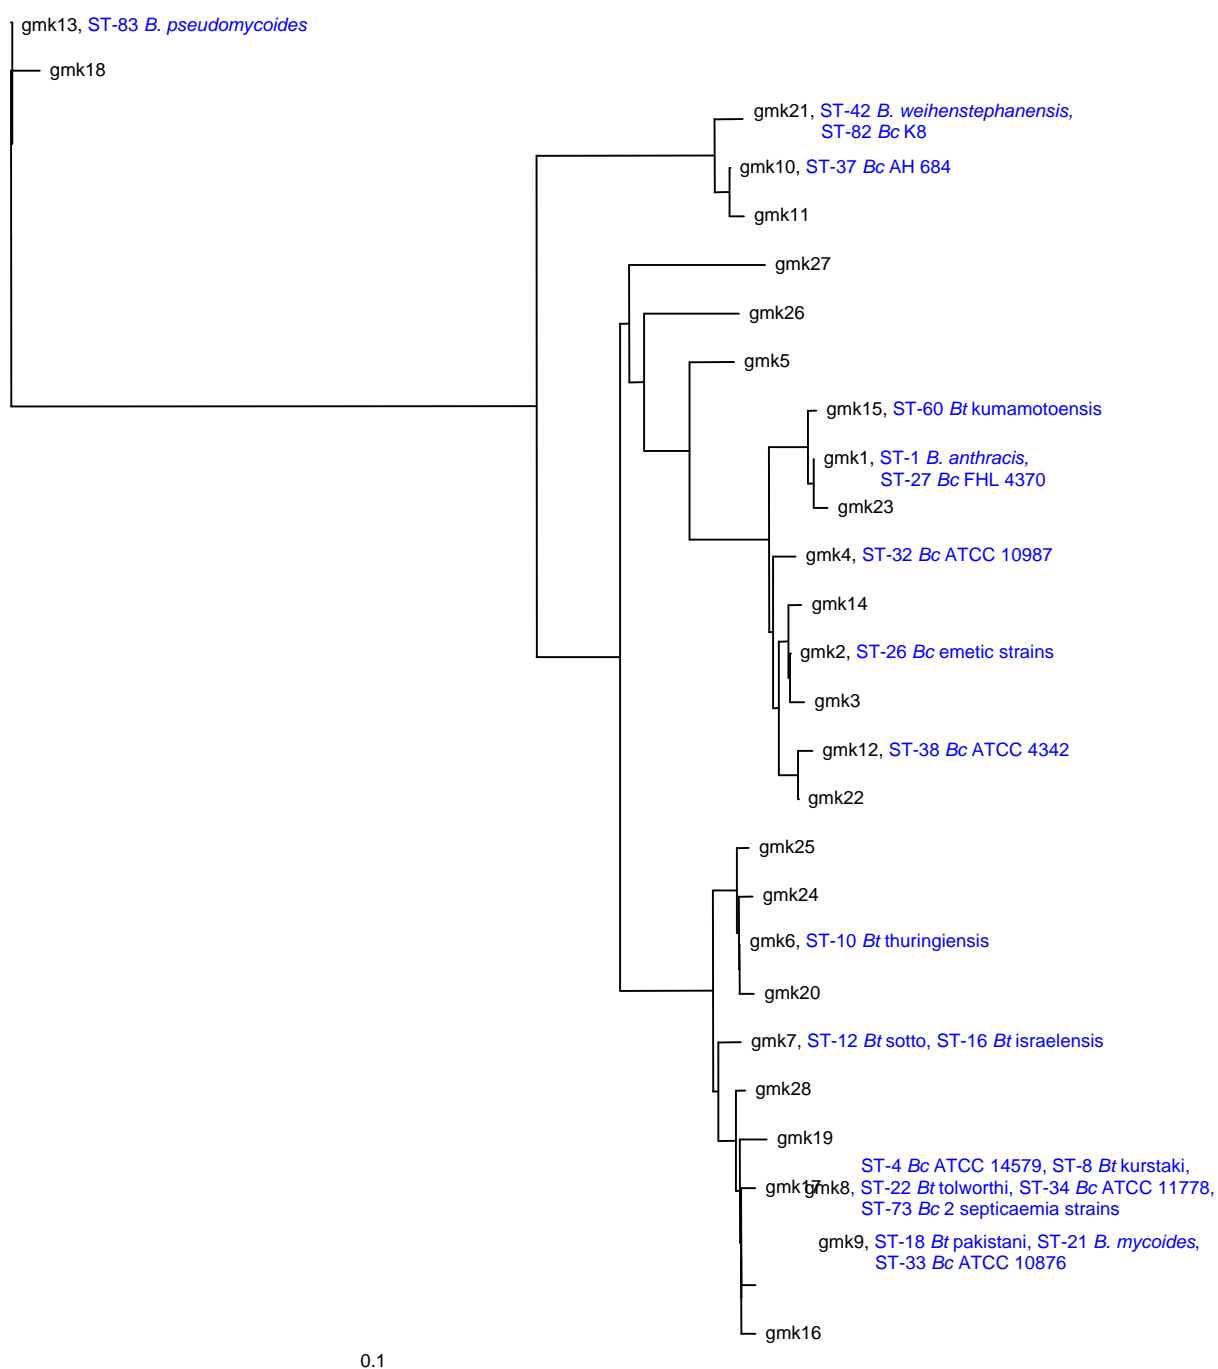 gmk13, ST-83 B. pseudomycoides
gmk18
gmk21, ST-42 B. weihenstephanensis,
ST-82 Bc K8
gmk10, ST-37 Bc AH 684
gmk11
gmk27
gmk26
gmk5
gmk15, ST-60 Bt kumamotoensis
gmk1, ST-1 B. anthracis,
ST-27 Bc FHL 4370
gmk23
gmk4, ST-32 Bc ATCC 10987
gmk14
gmk2, ST-26 Bc emetic strains
gmk3
gmk12, ST-38 Bc ATCC 4342
gmk22
gmk25
gmk24
gmk6, ST-10 Bt thuringiensis
gmk20
gmk7, ST-12 Bt sotto, ST-16 Bt israelensis
gmk28
gmk19
ST-4 Bc ATCC 14579, ST-8 Bt kurstaki,
gmk17 gmk8, ST-22 Bt tolworthi, ST-34 Bc ATCC 11778,
ST-73 Bc 2 septicaemia strains
gmk9, ST-18 Bt pakistani, ST-21 B. mycoides,
ST-33 Bc ATCC 10876
gmk16
0.1